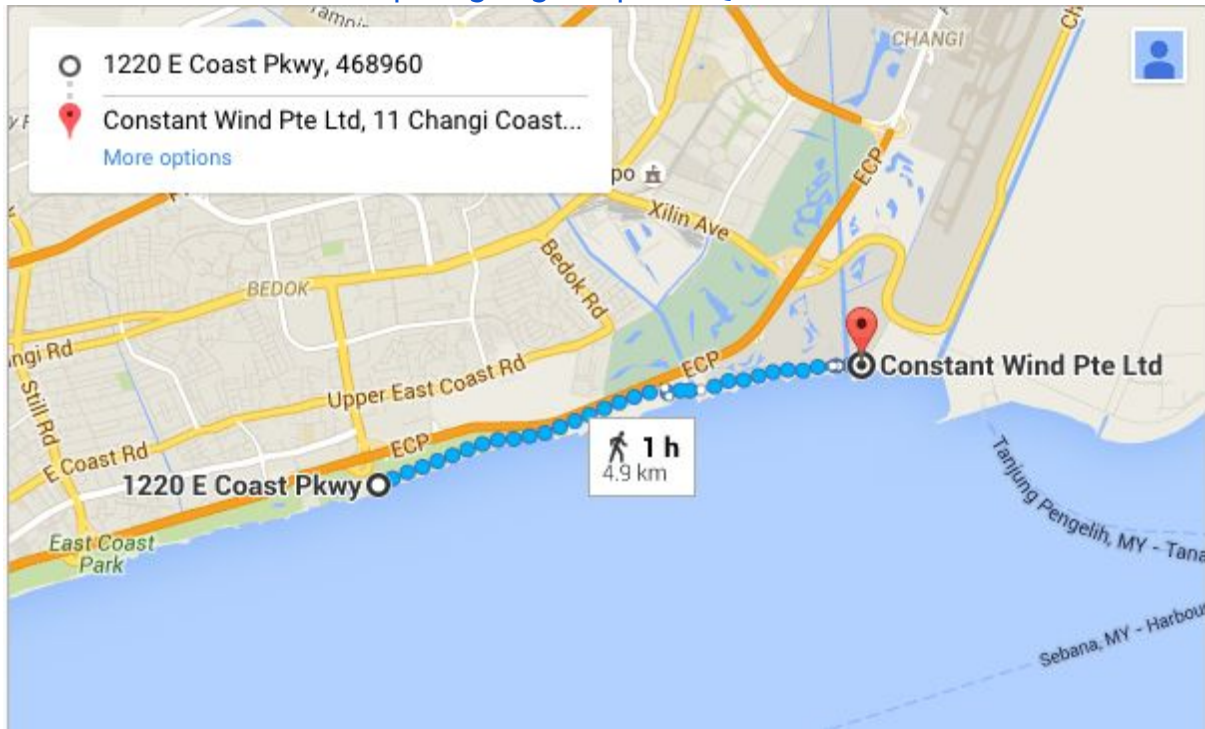 Tampin
1220 E Coast Pkwy, 468960
Constant Wind Pte Ltd, 11 Changi Coast...
More options
CHANGI
po
ECP
Xilin Ave
Bedok Rd
BEDOK
ngi Rd
Still Rd
Upper East Coast Rd
E Coast Rd
ECP
ECP
Constant Wind Pte Ltd
1 h
4.9 km
1220 E Coast Pkwy
East Coast
Park
Tanjung Pengelih, MY - Tana
Sebana, MY - Harbou